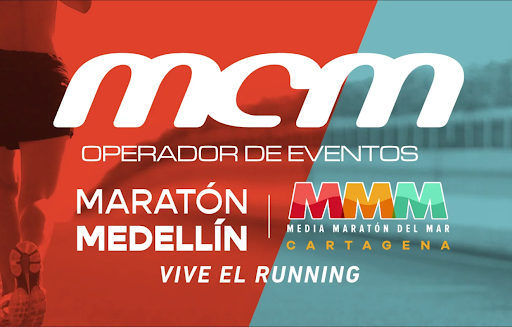 mcm
OPERADOR DE EVENTOS
MARATÓN
MEDELLÍN
MMM
MEDIA MARATÓN DEL MAR
CARTAGENA
VIVE EL RUNNING